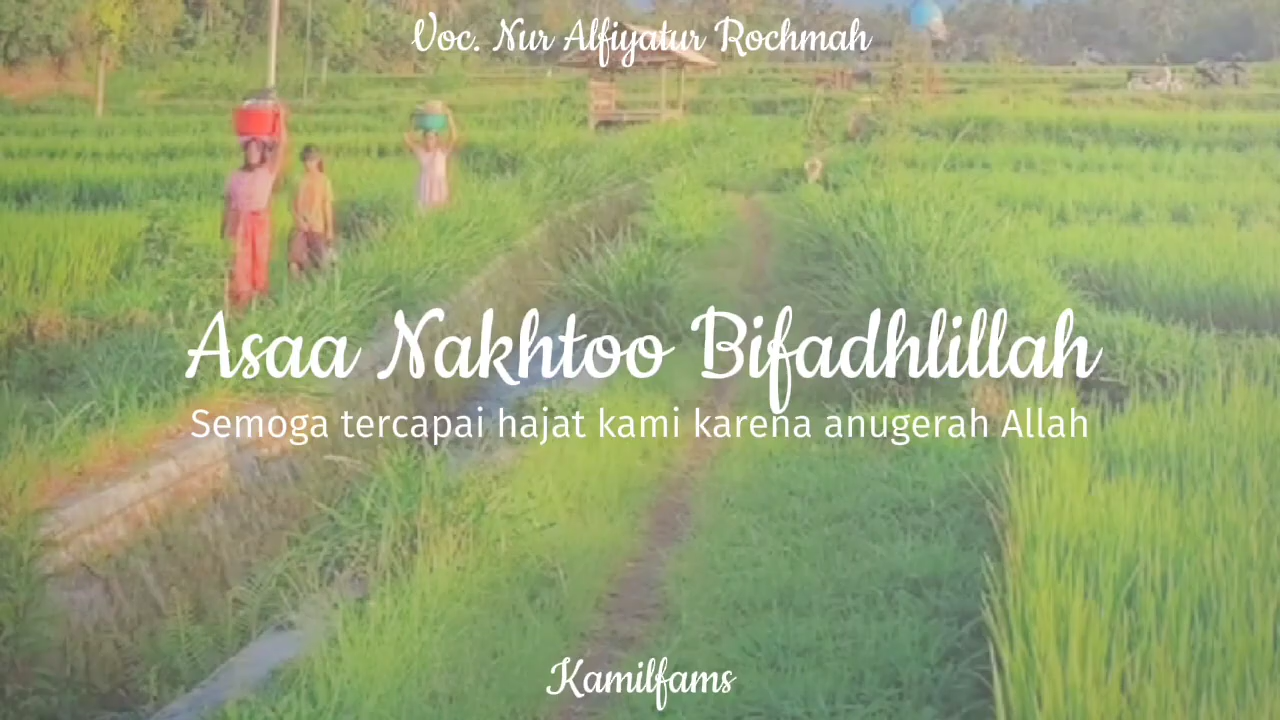 Voc. Nur Alfiyatur Rochmah
Asaa Nakhtoo Bifadhlillah
Semoga tercapai hajat kami karena anugerah Allah
Kamilfams